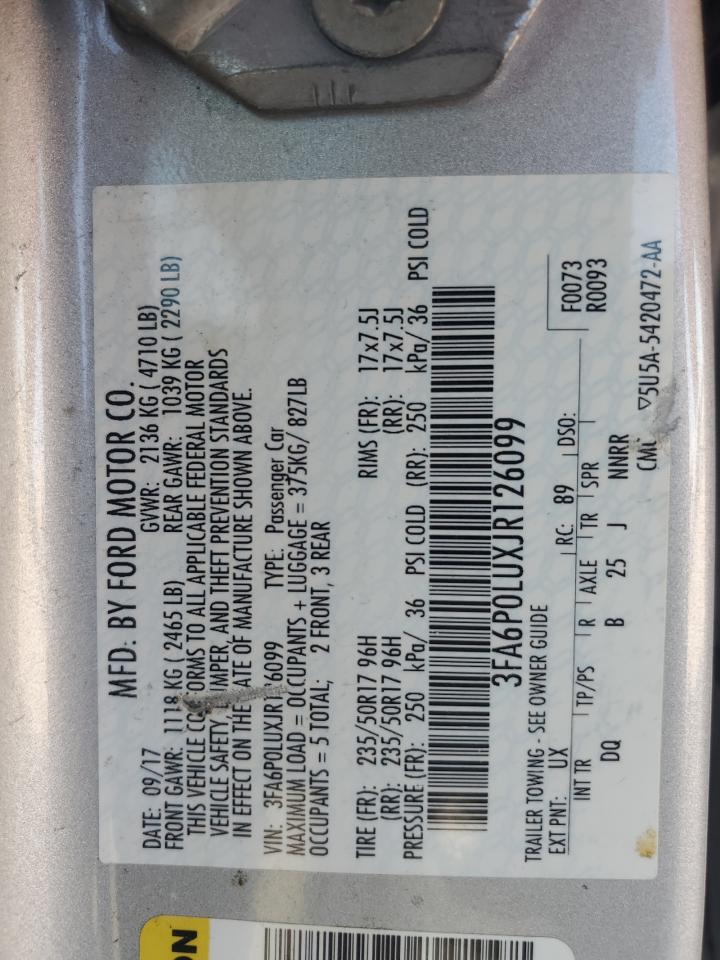 MFD. BY FORD MOTOR CO.
DATE: 09/17 GVWR: 2136 KG ( 4710 LB)
FRONT GAWR: 1118 KG ( 2465 LB) REAR GAWR: 1039 KG ( 2290 LB)
THIS VEHICLE CONFORMS TO ALL APPLICABLE FEDERAL MOTOR
VEHICLE SAFETY, BUMPER, AND THEFT PREVENTION STANDARDS
IN EFFECT ON THE DATE OF MANUFACTURE SHOWN ABOVE.
VIN: 3FA6P0LUXJR126099 TYPE: Passenger Car
MAXIMUM LOAD = OCCUPANTS + LUGGAGE = 375KG/ 827LB
OCCUPANTS = 5 TOTAL; 2 FRONT, 3 REAR
TIRE (FR): 235/50R17 96H RIMS (FR): 17x7.5J
(RR): 235/50R17 96H (RR): 17x7.5J
PRESSURE (FR): 250 kPa/ 36 PSI COLD (RR): 250 kPa/ 36 PSI COLD
3FA6P0LUXJR126099
TRAILER TOWING - SEE OWNER GUIDE
EXT PNT: UX RC: 89 DSO: F0073
R0093
INT TR TP/PS R AXLE TR SPR
DQ B 25 J NNRR
▽5U5A-5420472-AA